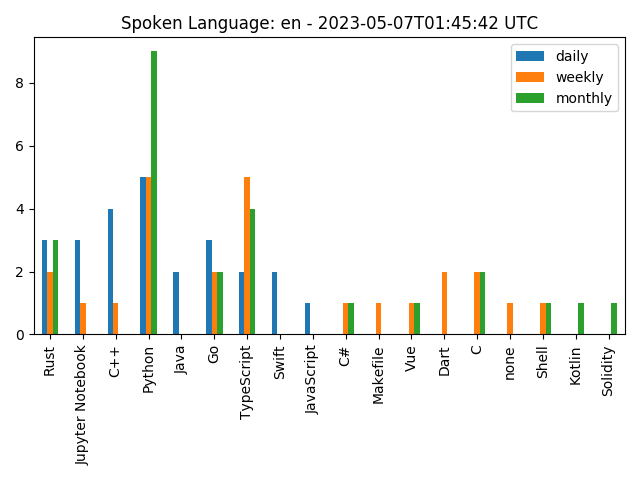 Spoken Language: en - 2023-05-07T01:45:42 UTC
daily
weekly
monthly
8
6
4
2
0
Rust
Jupyter Notebook
C++
Python
Java
Go
TypeScript
Swift
JavaScript
C#
Makefile
Vue
Dart
C
none
Shell
Kotlin
Solidity